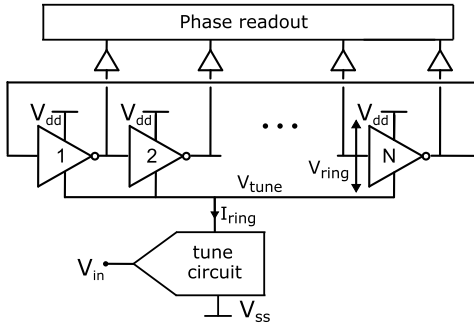 Phase readout
V_dd V_dd V_dd
1 2 ... N
V_ring
V_tune
I_ring
V_in
tune
circuit
V_ss